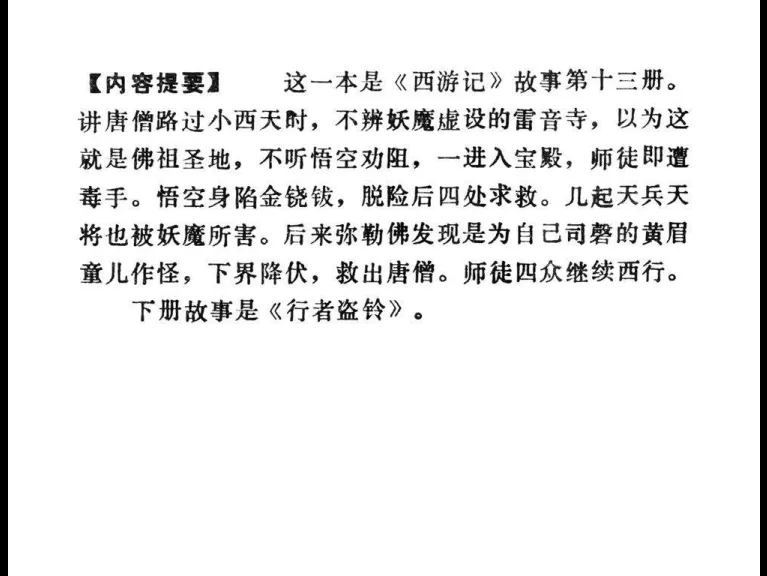 【内容提要】 这一本是《西游记》故事第十三册。
讲唐僧路过小西天时，不辨妖魔虚设的雷音寺，以为这
就是佛祖圣地，不听悟空劝阻，一进入宝殿，师徒即遭
毒手。悟空身陷金铙钹，脱险后四处求救。几起天兵天
将也被妖魔所害。后来弥勒佛发现是为自己司磬的黄眉
童儿作怪，下界降伏，救出唐僧。师徒四众继续西行。
下册故事是《行者盗铃》。